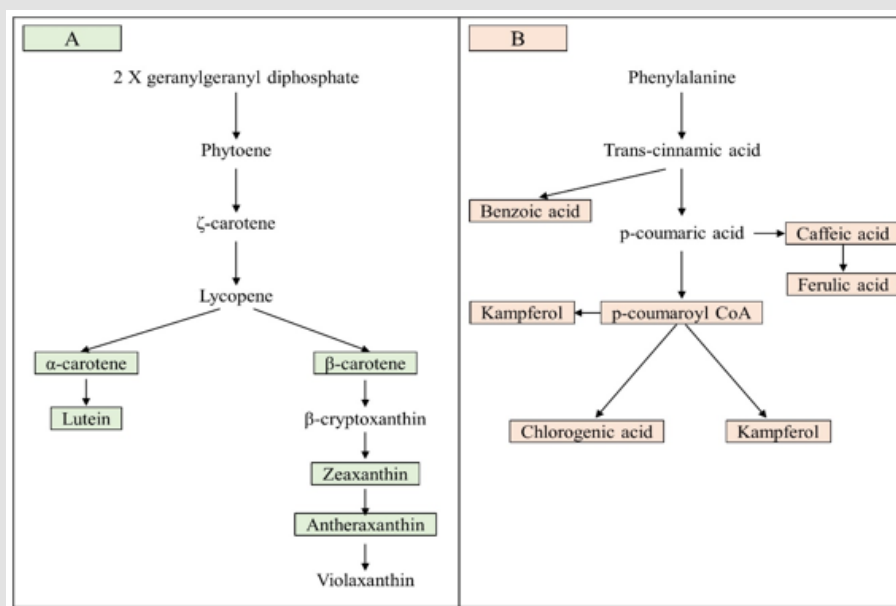 A
2 X geranylgeranyl diphosphate
Phytoene
ζ-carotene
Lycopene
α-carotene
β-carotene
Lutein
β-cryptoxanthin
Zeaxanthin
Antheraxanthin
Violaxanthin
B
Phenylalanine
Trans-cinnamic acid
Benzoic acid
p-coumaric acid
Caffeic acid
Ferulic acid
Kampferol
p-coumaroyl CoA
Chlorogenic acid
Kampferol